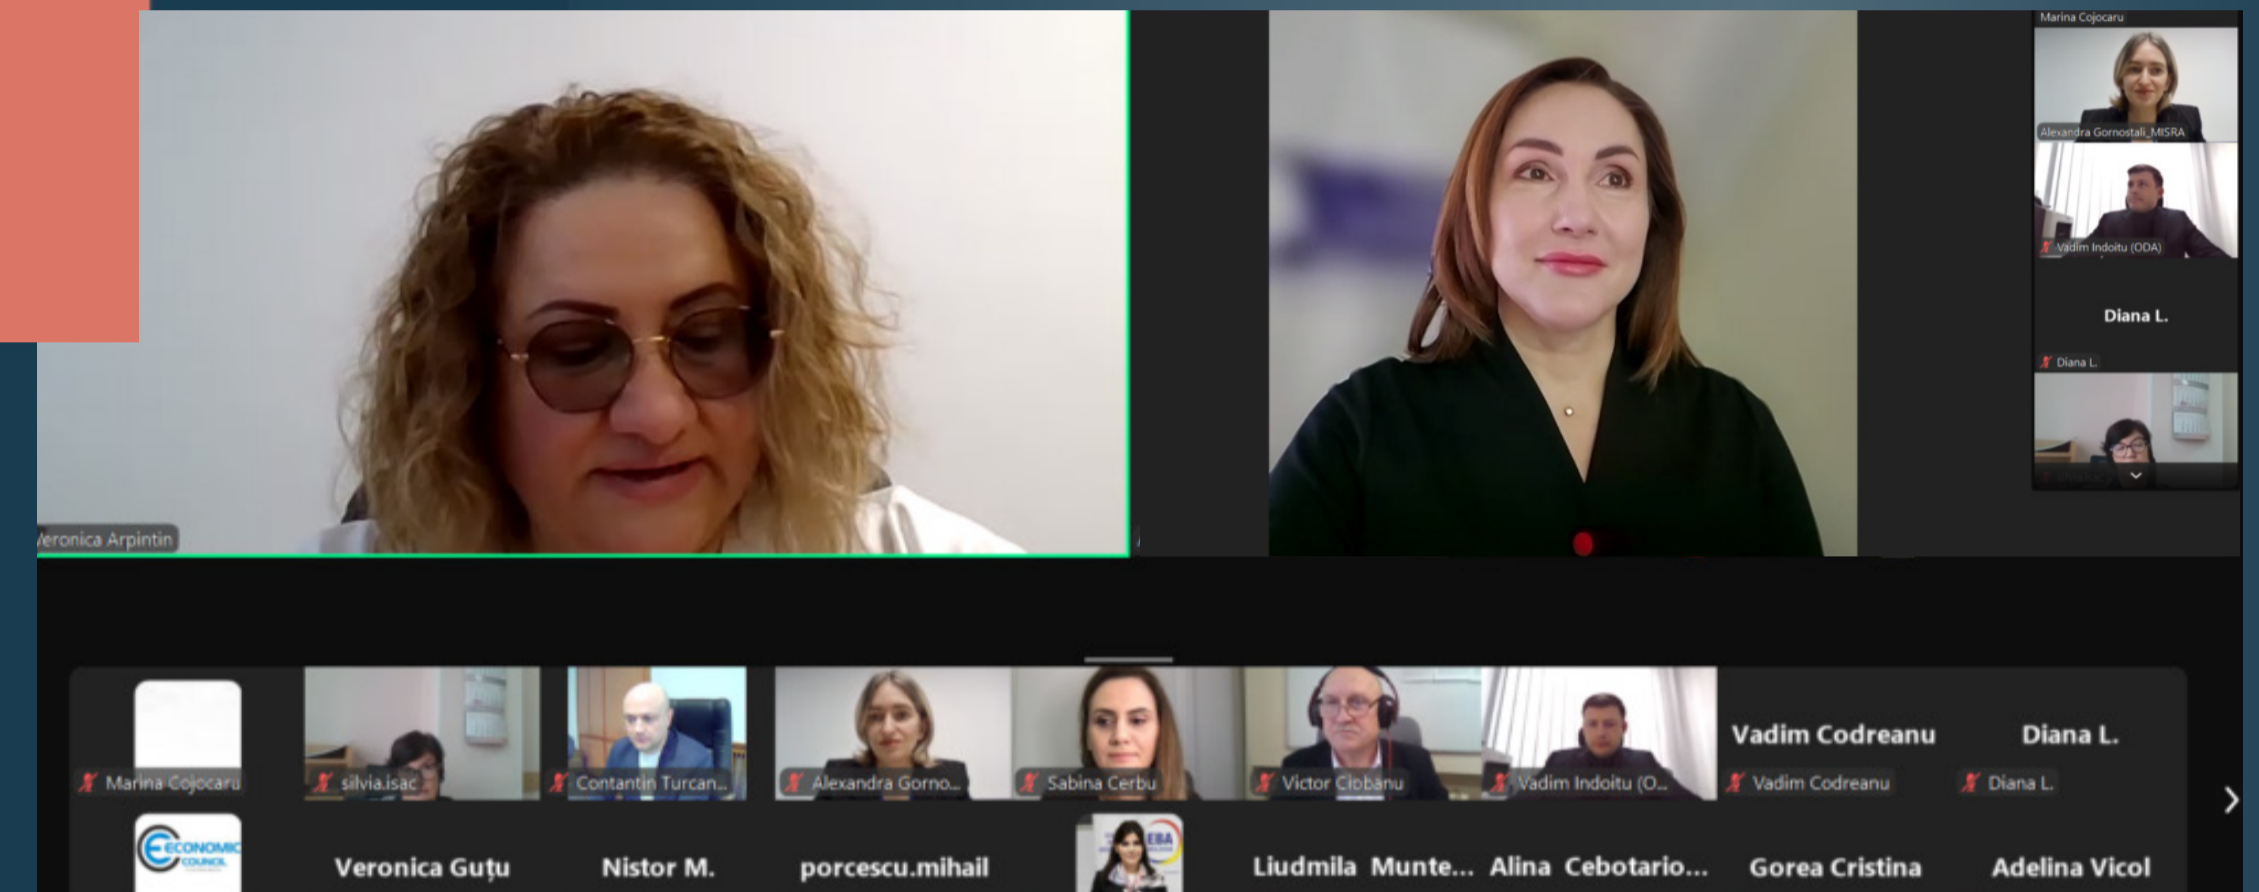 Marina Cojocaru
Alexandra Gornostali_MISRA
Vadim Indoitu (ODA)
Diana L.
Diana L.
Veronica Arpintin
Marina Cojocaru
silvia.isac
Contantin Turcan...
Alexandra Gorno...
Sabina Cerbu
Victor Ciobanu
Vadim Indoitu (O...
Vadim Codreanu
Vadim Codreanu
Diana L.
Diana L.
ECONOMIC
COUNCIL
Veronica Guțu
Nistor M.
porcescu.mihail
EBA
Liudmila Munte...
Alina Cebotario...
Gorea Cristina
Adelina Vicol